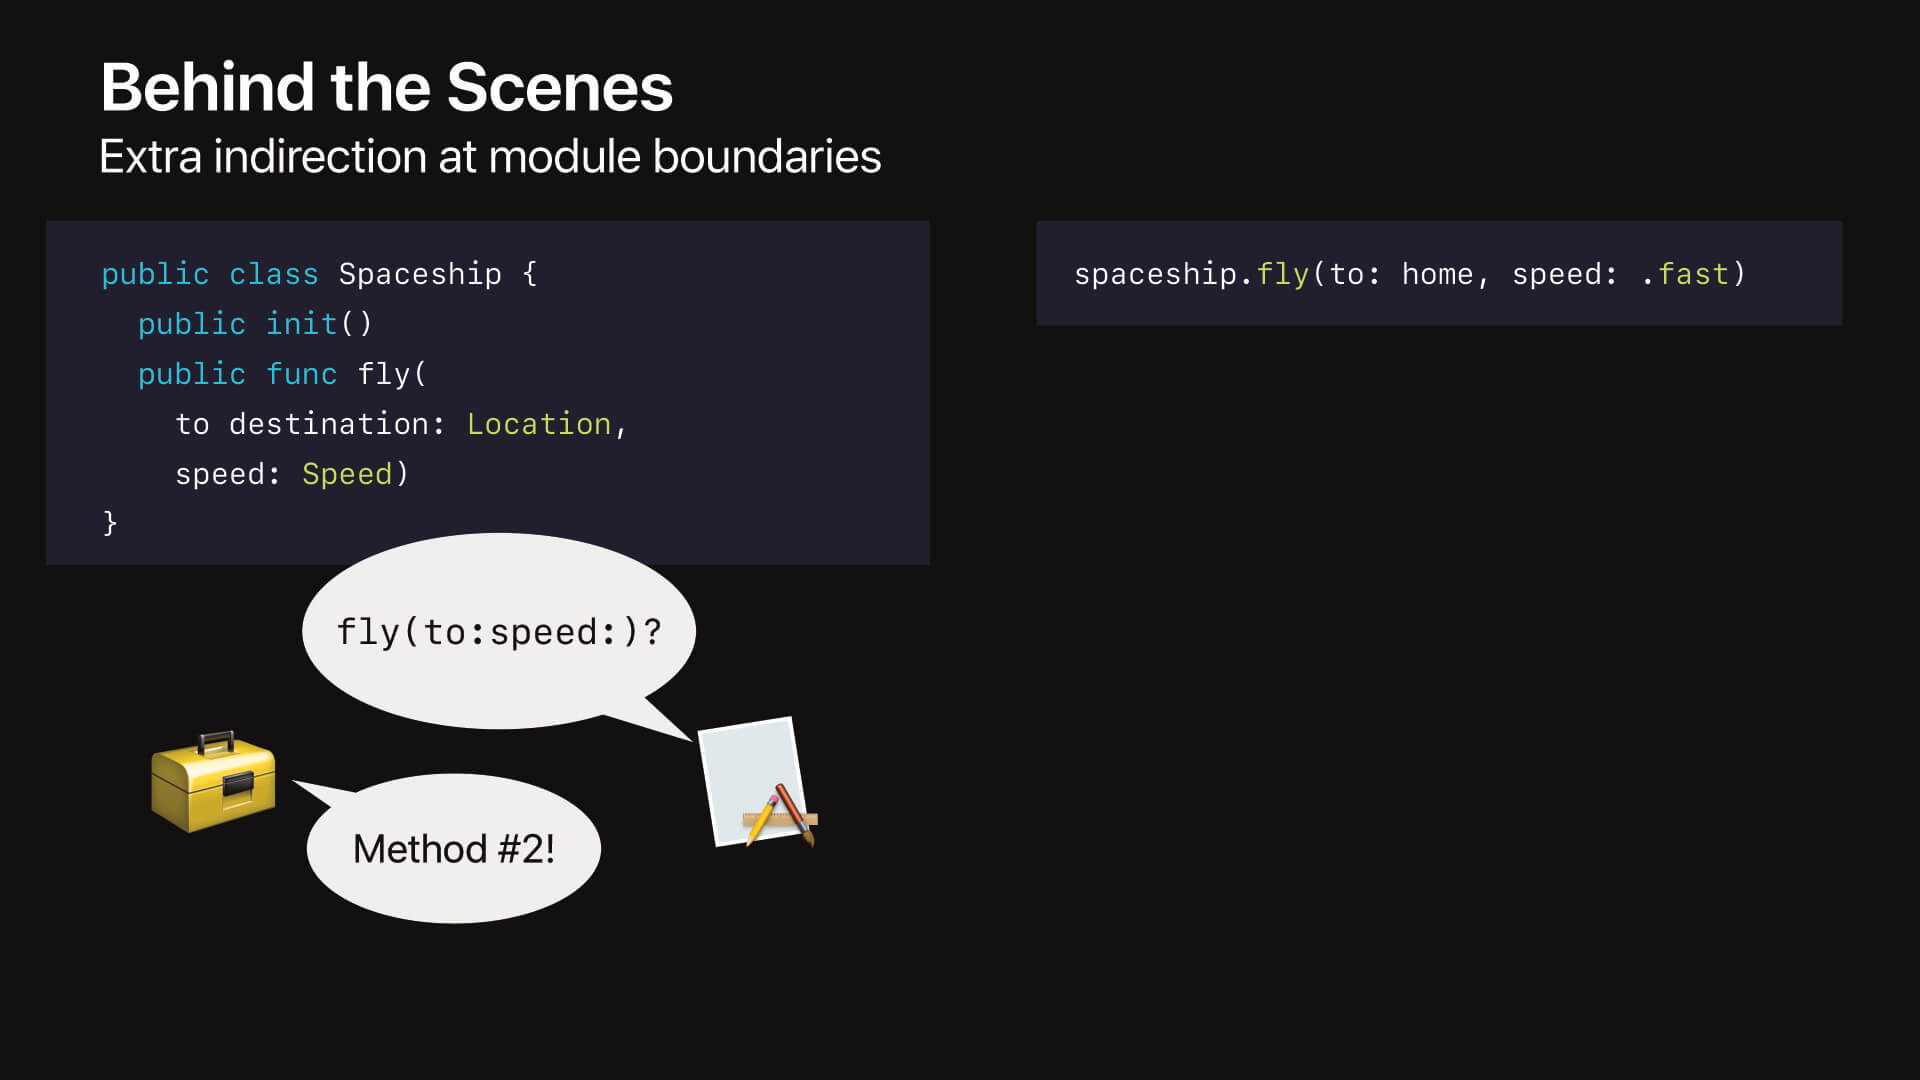 Behind the Scenes
Extra indirection at module boundaries
public class Spaceship {
  public init()
  public func fly(
    to destination: Location,
    speed: Speed)
}
spaceship.fly(to: home, speed: .fast)
fly(to:speed:)?
Method #2!